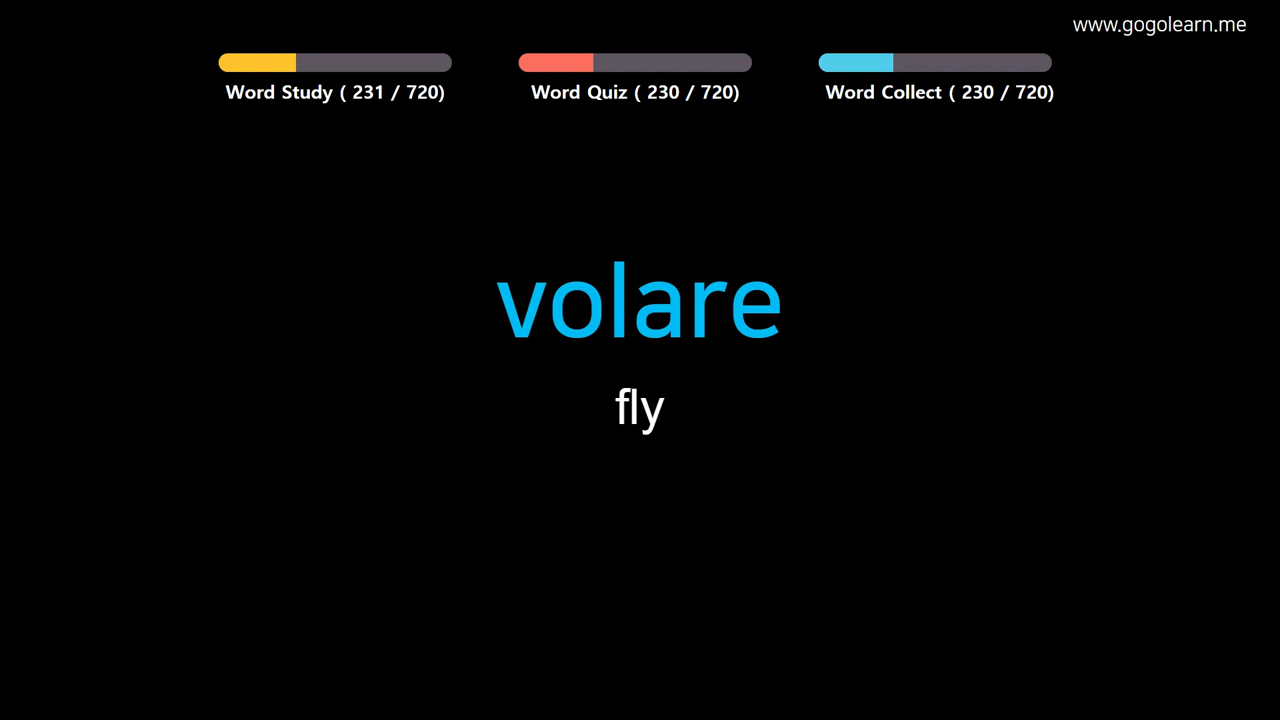 www.gogolearn.me
Word Study ( 231 / 720)
Word Quiz ( 230 / 720)
Word Collect ( 230 / 720)
volare
fly